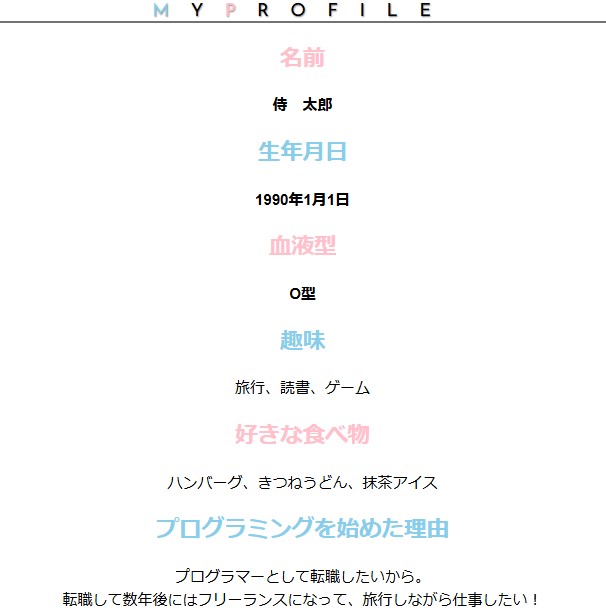 MYPROFILE
名前
侍　太郎
生年月日
1990年1月1日
血液型
O型
趣味
旅行、読書、ゲーム
好きな食べ物
ハンバーグ、きつねうどん、抹茶アイス
プログラミングを始めた理由
プログラマーとして転職したいから。
転職して数年後にはフリーランスになって、旅行しながら仕事したい！